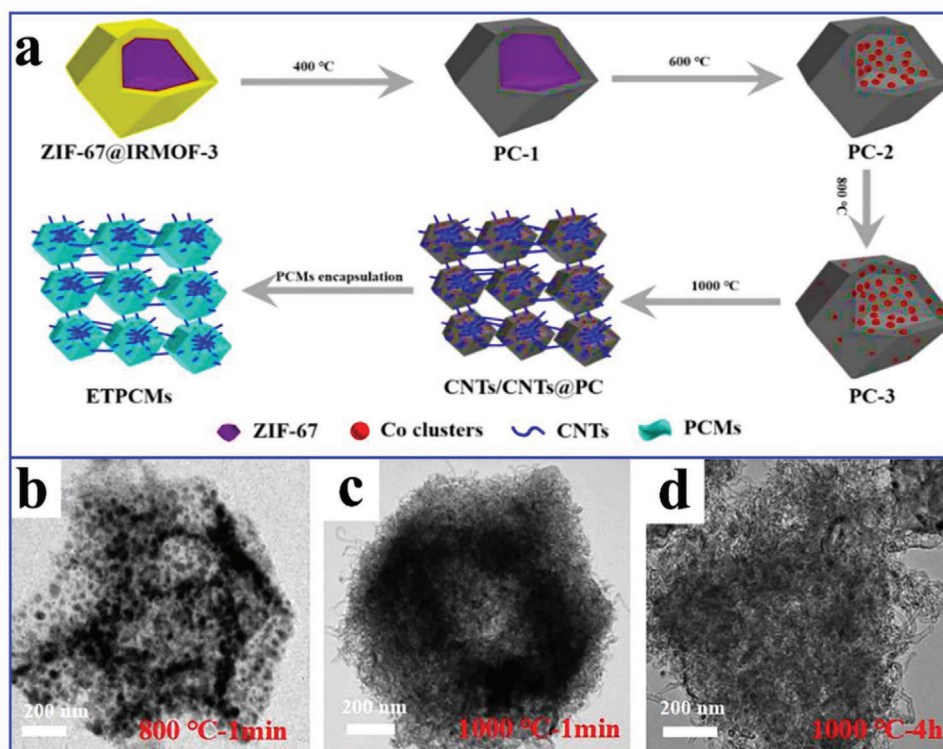 a
400 °C
600 °C
ZIF-67@IRMOF-3
PC-1
PC-2
800 °C
PCMs encapsulation
1000 °C
ETPCMs
CNTs/CNTs@PC
PC-3
ZIF-67
Co clusters
CNTs
PCMs
b
c
d
200 nm
800 °C-1min
200 nm
1000 °C-1min
200 nm
1000 °C-4h